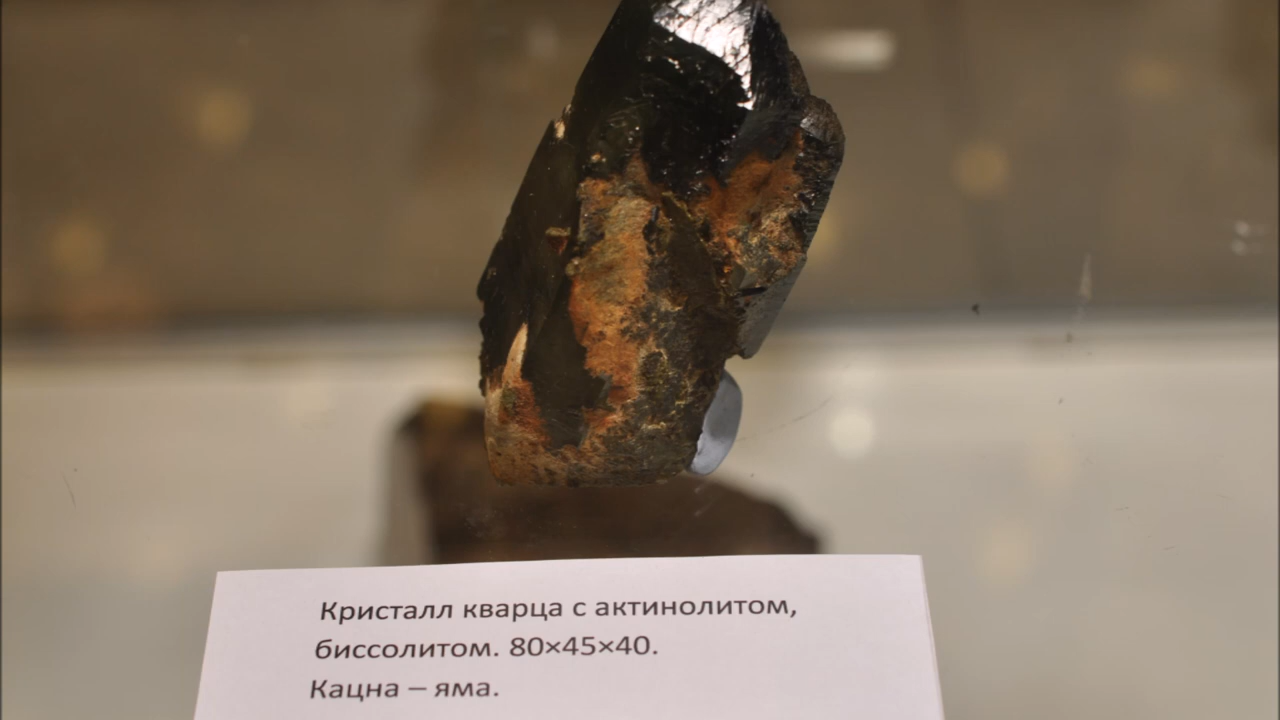 Кристалл кварца с актинолитом,
биссолитом. 80×45×40.
Кацна – яма.